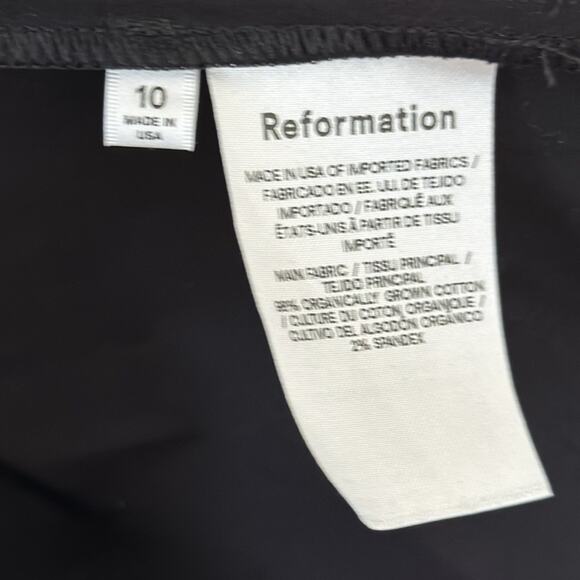 10
MADE IN
USA
Reformation
MADE IN USA OF IMPORTED FABRICS /
FABRICADO EN EE. UU. DE TEJIDO
IMPORTADO / FABRIQUÉ AUX
ÉTATS-UNIS À PARTIR DE TISSU
IMPORTÉ
MAIN FABRIC // TISSU PRINCIPAL /
TEJIDO PRINCIPAL
98% ORGANICALLY GROWN COTTON
// CULTURE DU COTON ORGANIQUE //
CULTIVO DEL ALGODÓN ORGÁNICO
2% SPANDEX